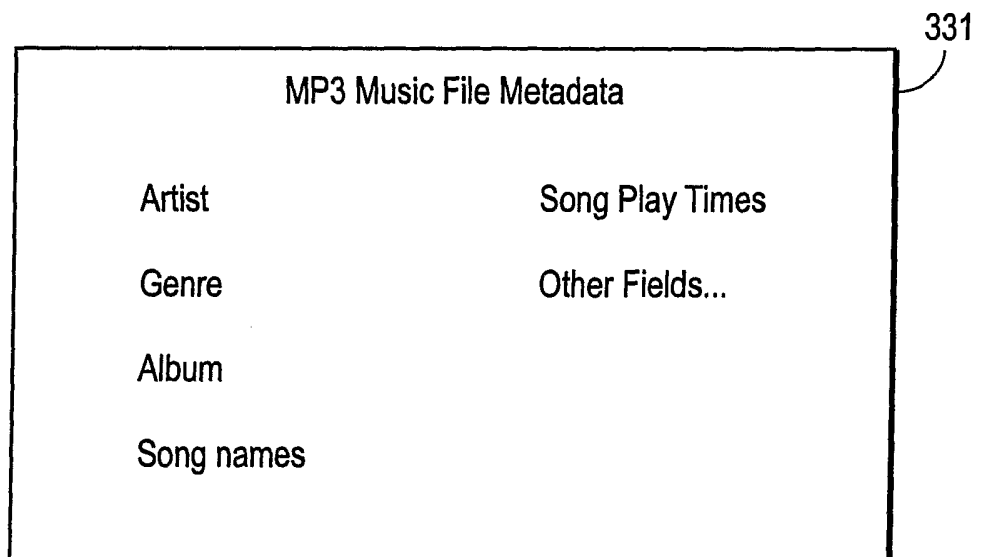 331
MP3 Music File Metadata
Artist
Genre
Album
Song names
Song Play Times
Other Fields...